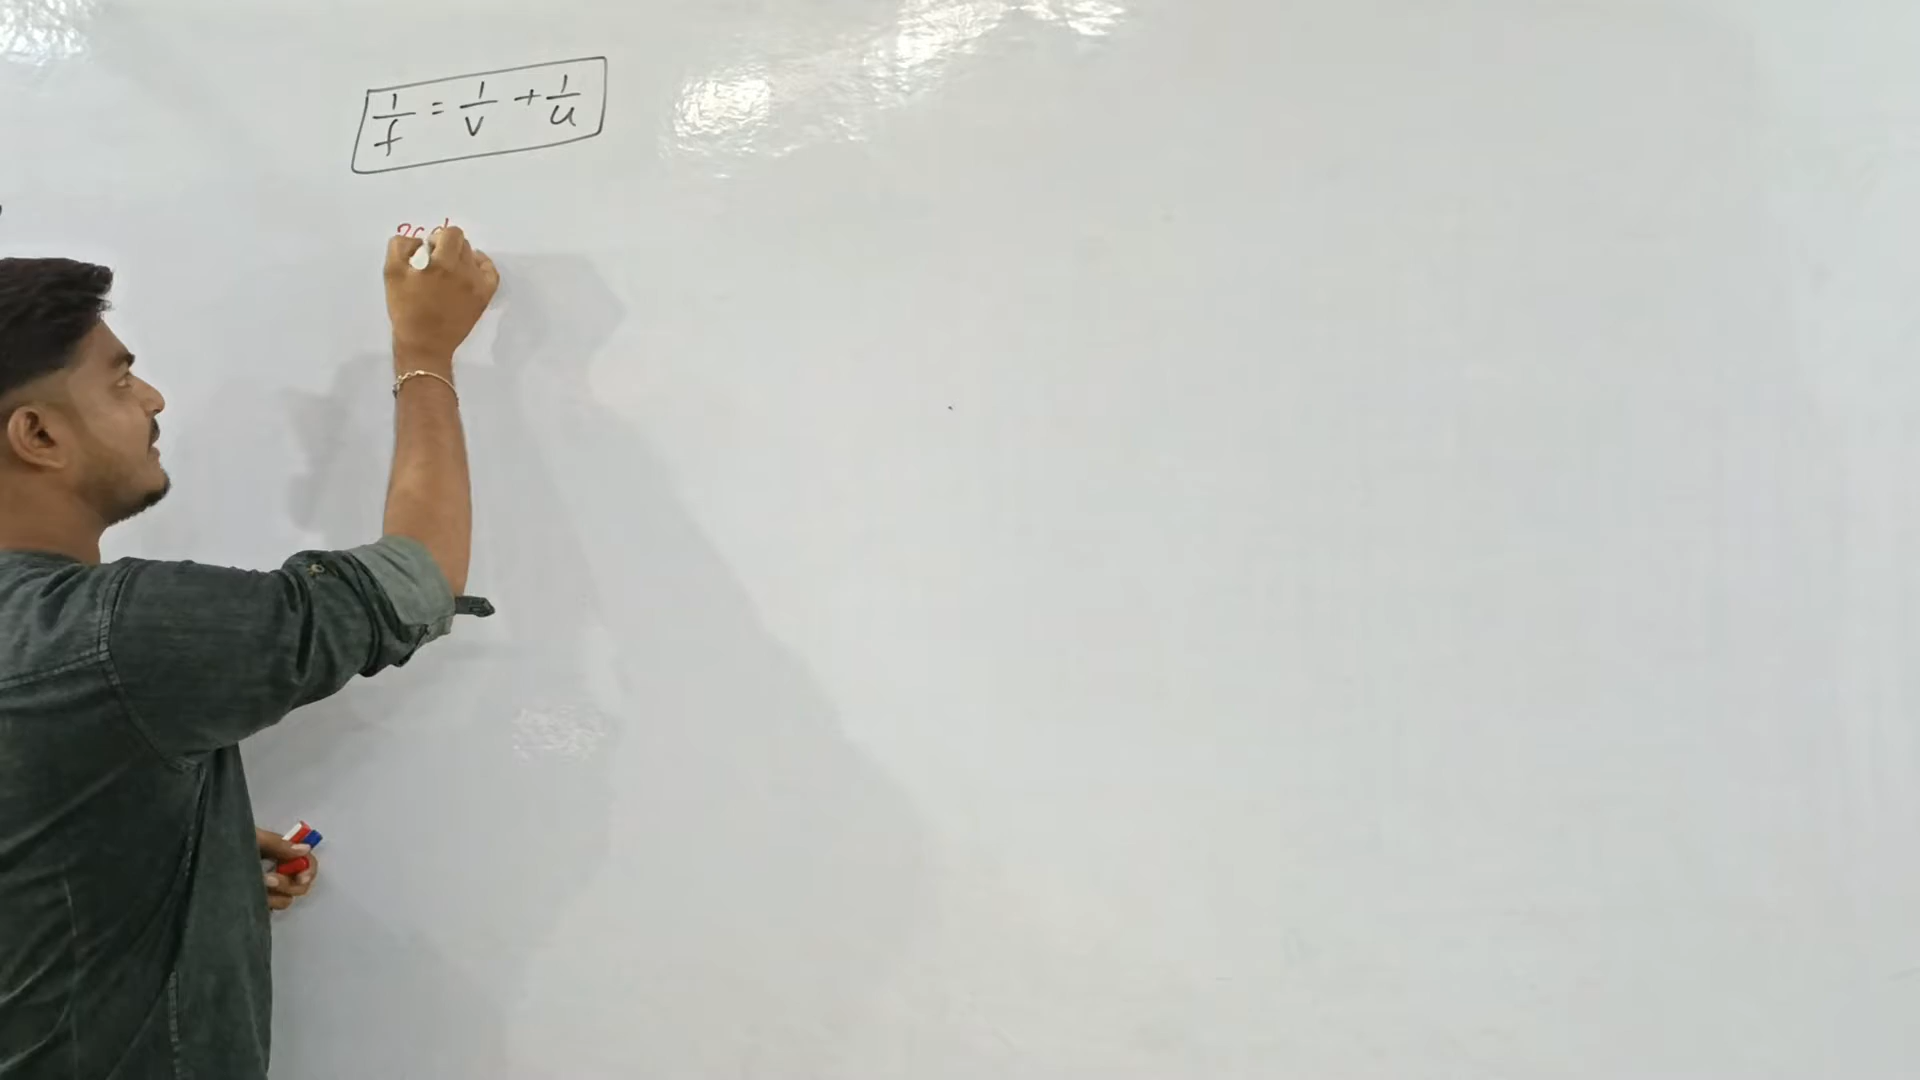 1/f = 1/v + 1/u